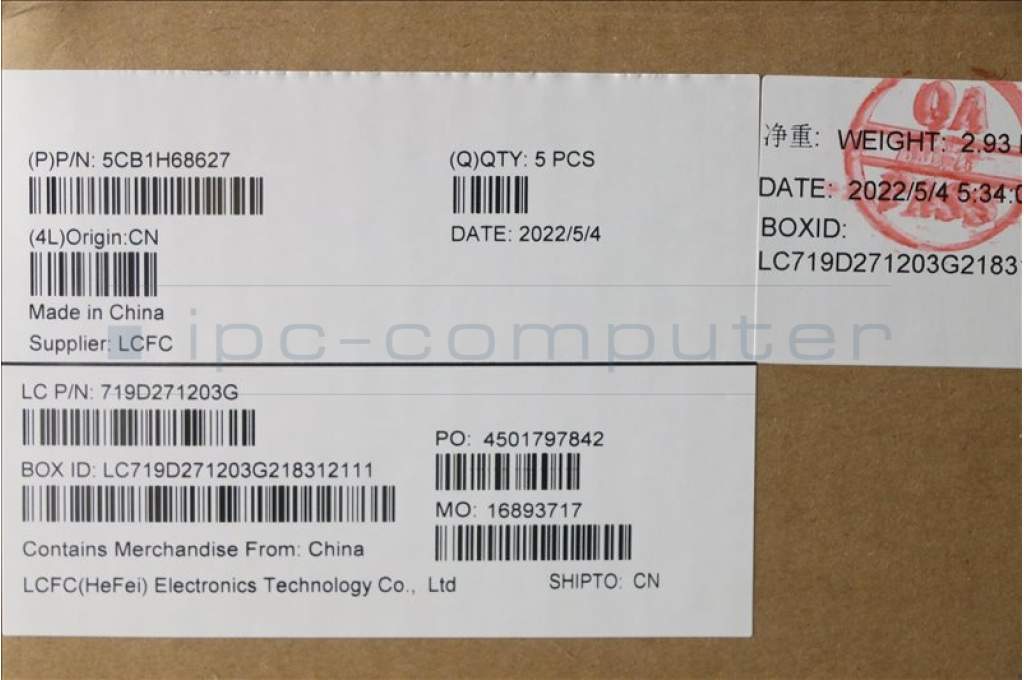 (P)P/N: 5CB1H68627
(Q)QTY: 5 PCS
(4L)Origin:CN
DATE: 2022/5/4
Made in China
Supplier: LCFC
净重: WEIGHT: 2.93
DATE: 2022/5/4 5:34:0
BOXID:
LC719D271203G2183
QA
PASS
ipc-computer
LC P/N: 719D271203G
PO: 4501797842
BOX ID: LC719D271203G218312111
MO: 16893717
Contains Merchandise From: China
LCFC(HeFei) Electronics Technology Co., Ltd
SHIPTO: CN